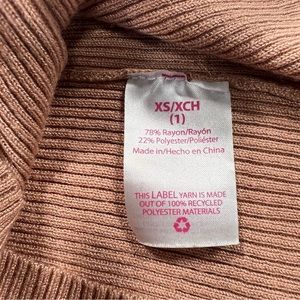 XS/XCH
(1)
78% Rayon/Rayón
22% Polyester/Poliéster
Made in/Hecho en China
THIS LABEL YARN IS MADE
OUT OF 100% RECYCLED
POLYESTER MATERIALS